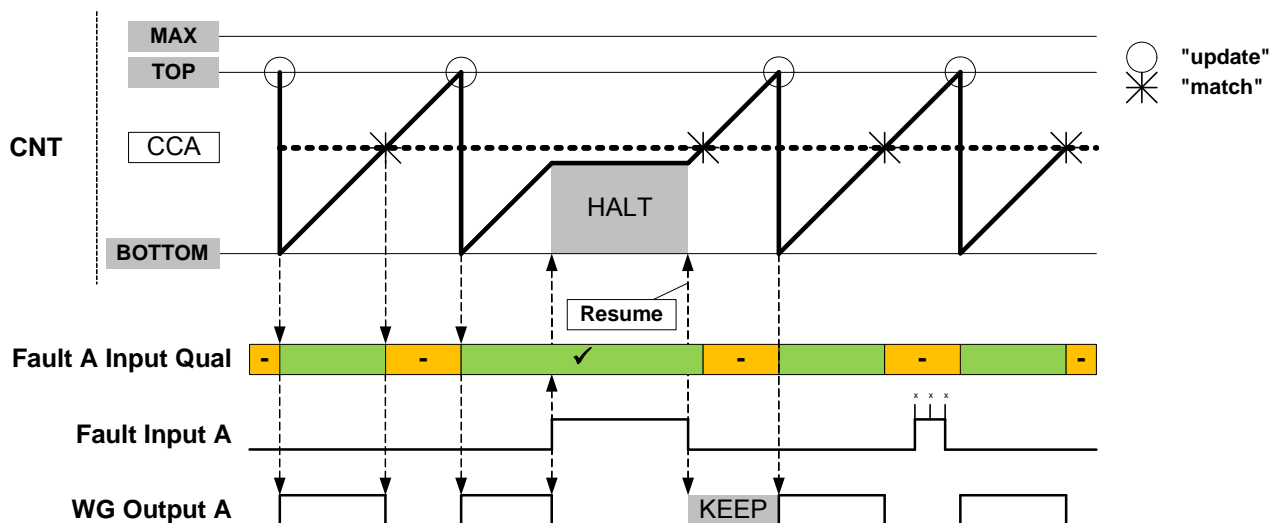 MAX
"update"
TOP
"match"
CNT
CCA
HALT
BOTTOM
Resume
Fault A Input Qual
- - ✓ - - -
x x x
Fault Input A
WG Output A
KEEP